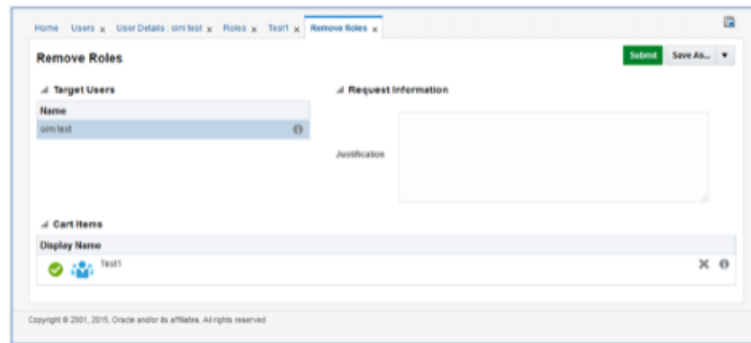 Home Users x User Details : oim test x Roles x Test1 x Remove Roles x
Remove Roles
Submit Save As...
Target Users
Request Information
Name
oim test
Justification
Cart Items
Display Name
Test1
Copyright © 2001, 2015, Oracle and/or its affiliates. All rights reserved